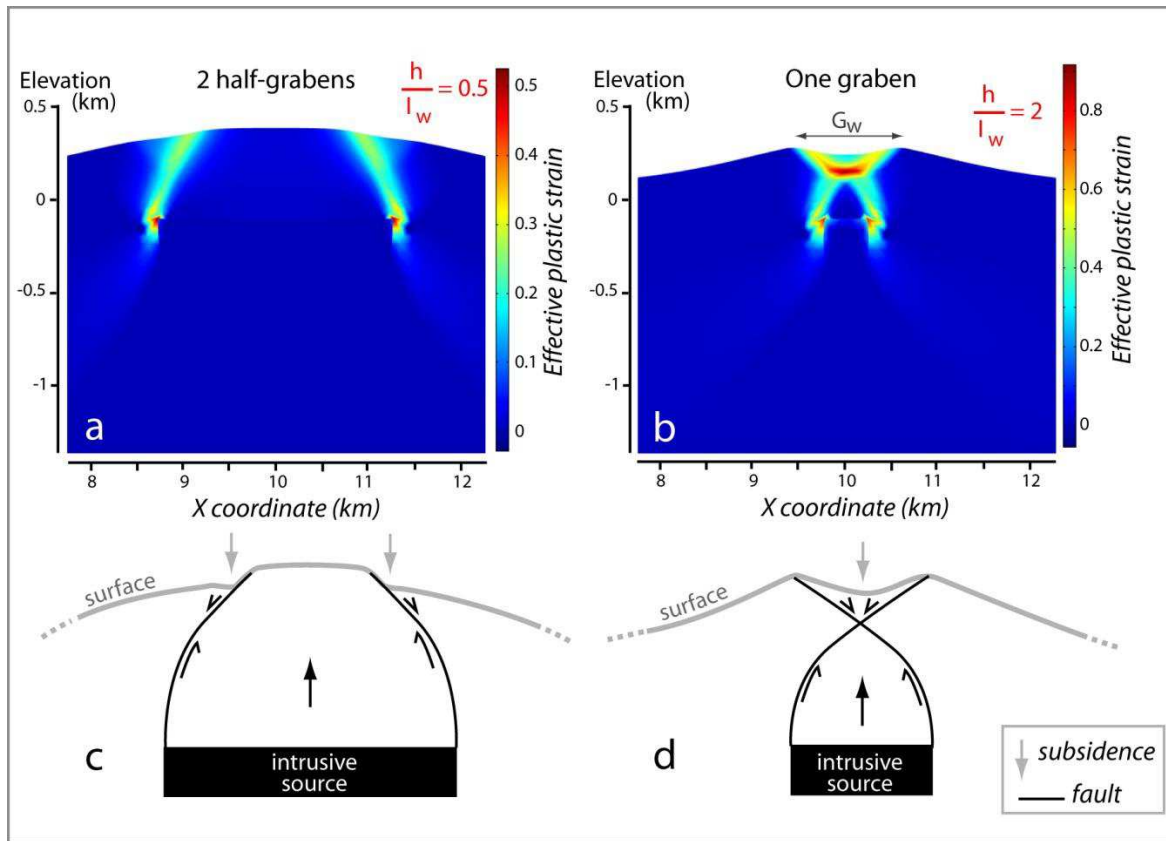 Elevation
(km)
2 half-grabens
h
l_w = 0.5
0.5
0
-0.5
-1
a
8 9 10 11 12
X coordinate (km)
0.5
0.4
0.3
0.2
0.1
0
Effective plastic strain
Elevation
(km)
One graben
h
l_w = 2
G_w
0.5
0
-0.5
-1
b
8 9 10 11 12
X coordinate (km)
0.8
0.6
0.4
0.2
0
Effective plastic strain
surface
c
intrusive
source
surface
d
intrusive
source
subsidence
fault